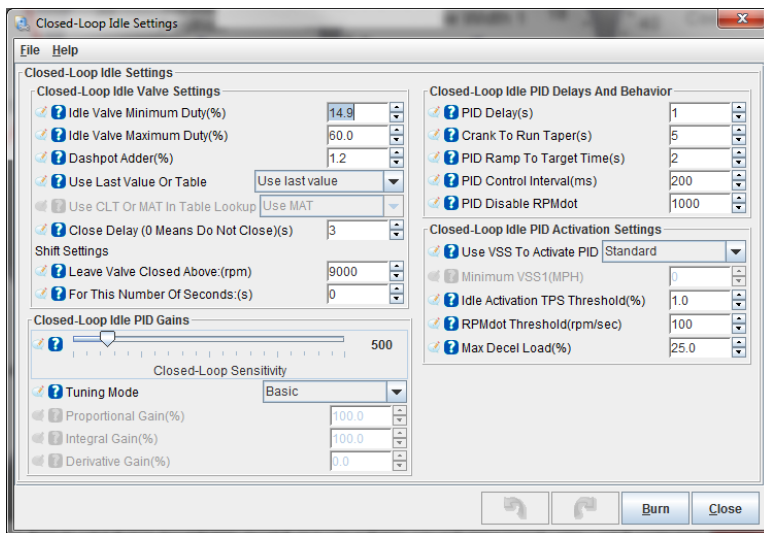 Closed-Loop Idle Settings
File Help
Closed-Loop Idle Settings
Closed-Loop Idle Valve Settings
Idle Valve Minimum Duty(%) 14.9
Idle Valve Maximum Duty(%) 60.0
Dashpot Adder(%) 1.2
Use Last Value Or Table Use last value
Use CLT Or MAT In Table Lookup Use MAT
Close Delay (0 Means Do Not Close)(s) 3
Shift Settings
Leave Valve Closed Above:(rpm) 9000
For This Number Of Seconds:(s) 0
Closed-Loop Idle PID Gains
500
Closed-Loop Sensitivity
Tuning Mode Basic
Proportional Gain(%) 100.0
Integral Gain(%) 100.0
Derivative Gain(%) 0.0
Closed-Loop Idle PID Delays And Behavior
PID Delay(s) 1
Crank To Run Taper(s) 5
PID Ramp To Target Time(s) 2
PID Control Interval(ms) 200
PID Disable RPMdot 1000
Closed-Loop Idle PID Activation Settings
Use VSS To Activate PID Standard
Minimum VSS1(MPH) 0
Idle Activation TPS Threshold(%) 1.0
RPMdot Threshold(rpm/sec) 100
Max Decel Load(%) 25.0
Burn Close